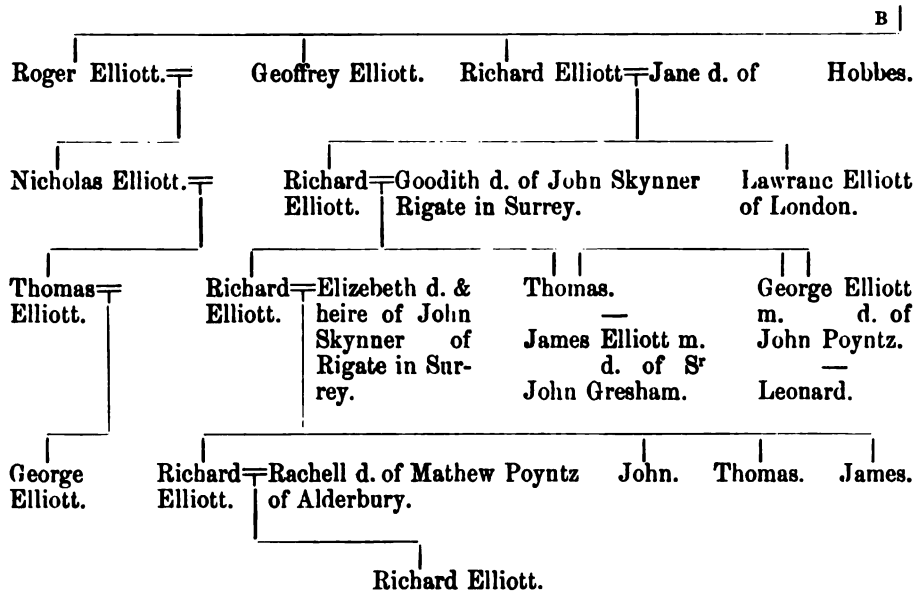 B
Roger Elliott. Geoffrey Elliott. Richard Elliott Jane d. of Hobbes.
Nicholas Elliott. Richard Goodith d. of John Skynner Lawranc Elliott
Elliott. Rigate in Surrey. of London.
Thomas Richard Elizebeth d. & Thomas. George Elliott
Elliott. Elliott. heire of John — m. d. of
Skynner of James Elliott m. John Poyntz.
Rigate in Sur- d. of Sʳ —
rey. John Gresham. Leonard.
George Richard Rachell d. of Mathew Poyntz John. Thomas. James.
Elliott. Elliott. of Alderbury.
Richard Elliott.